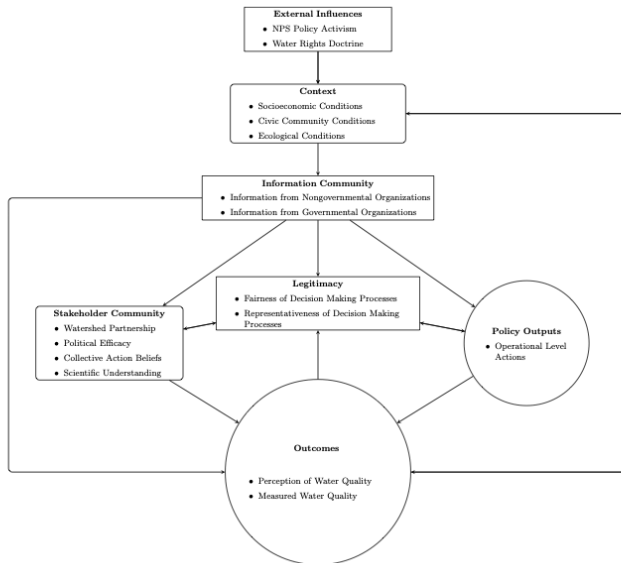 External Influences
• NPS Policy Activism
• Water Rights Doctrine
Context
• Socioeconomic Conditions
• Civic Community Conditions
• Ecological Conditions
Information Community
• Information from Nongovernmental Organizations
• Information from Governmental Organizations
Legitimacy
• Fairness of Decision Making Processes
• Representativeness of Decision Making
Processes
Stakeholder Community
• Watershed Partnership
• Political Efficacy
• Collective Action Beliefs
• Scientific Understanding
Policy Outputs
• Operational Level
Actions
Outcomes
• Perception of Water Quality
• Measured Water Quality